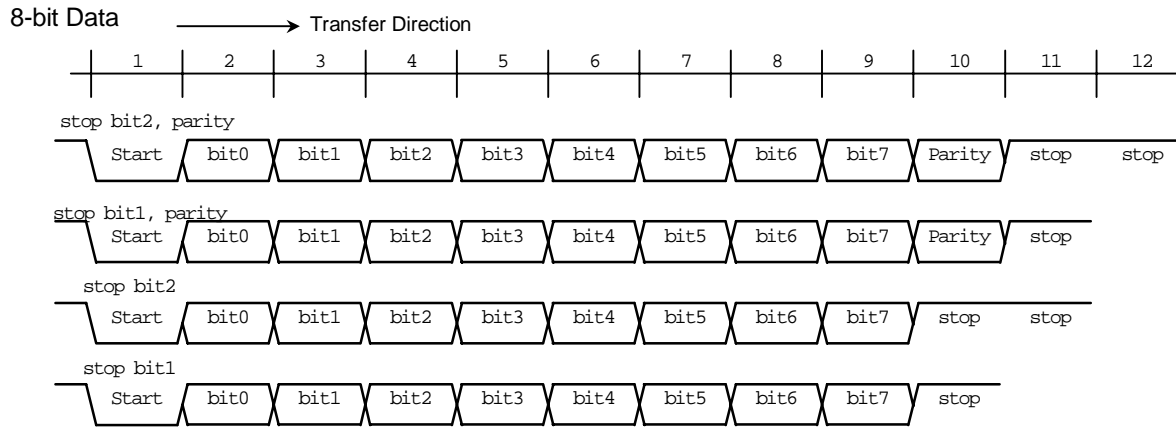 8-bit Data
Transfer Direction
1 2 3 4 5 6 7 8 9 10 11 12
stop bit2, parity
Start bit0 bit1 bit2 bit3 bit4 bit5 bit6 bit7 Parity stop stop
stop bit1, parity
Start bit0 bit1 bit2 bit3 bit4 bit5 bit6 bit7 Parity stop
stop bit2
Start bit0 bit1 bit2 bit3 bit4 bit5 bit6 bit7 stop stop
stop bit1
Start bit0 bit1 bit2 bit3 bit4 bit5 bit6 bit7 stop